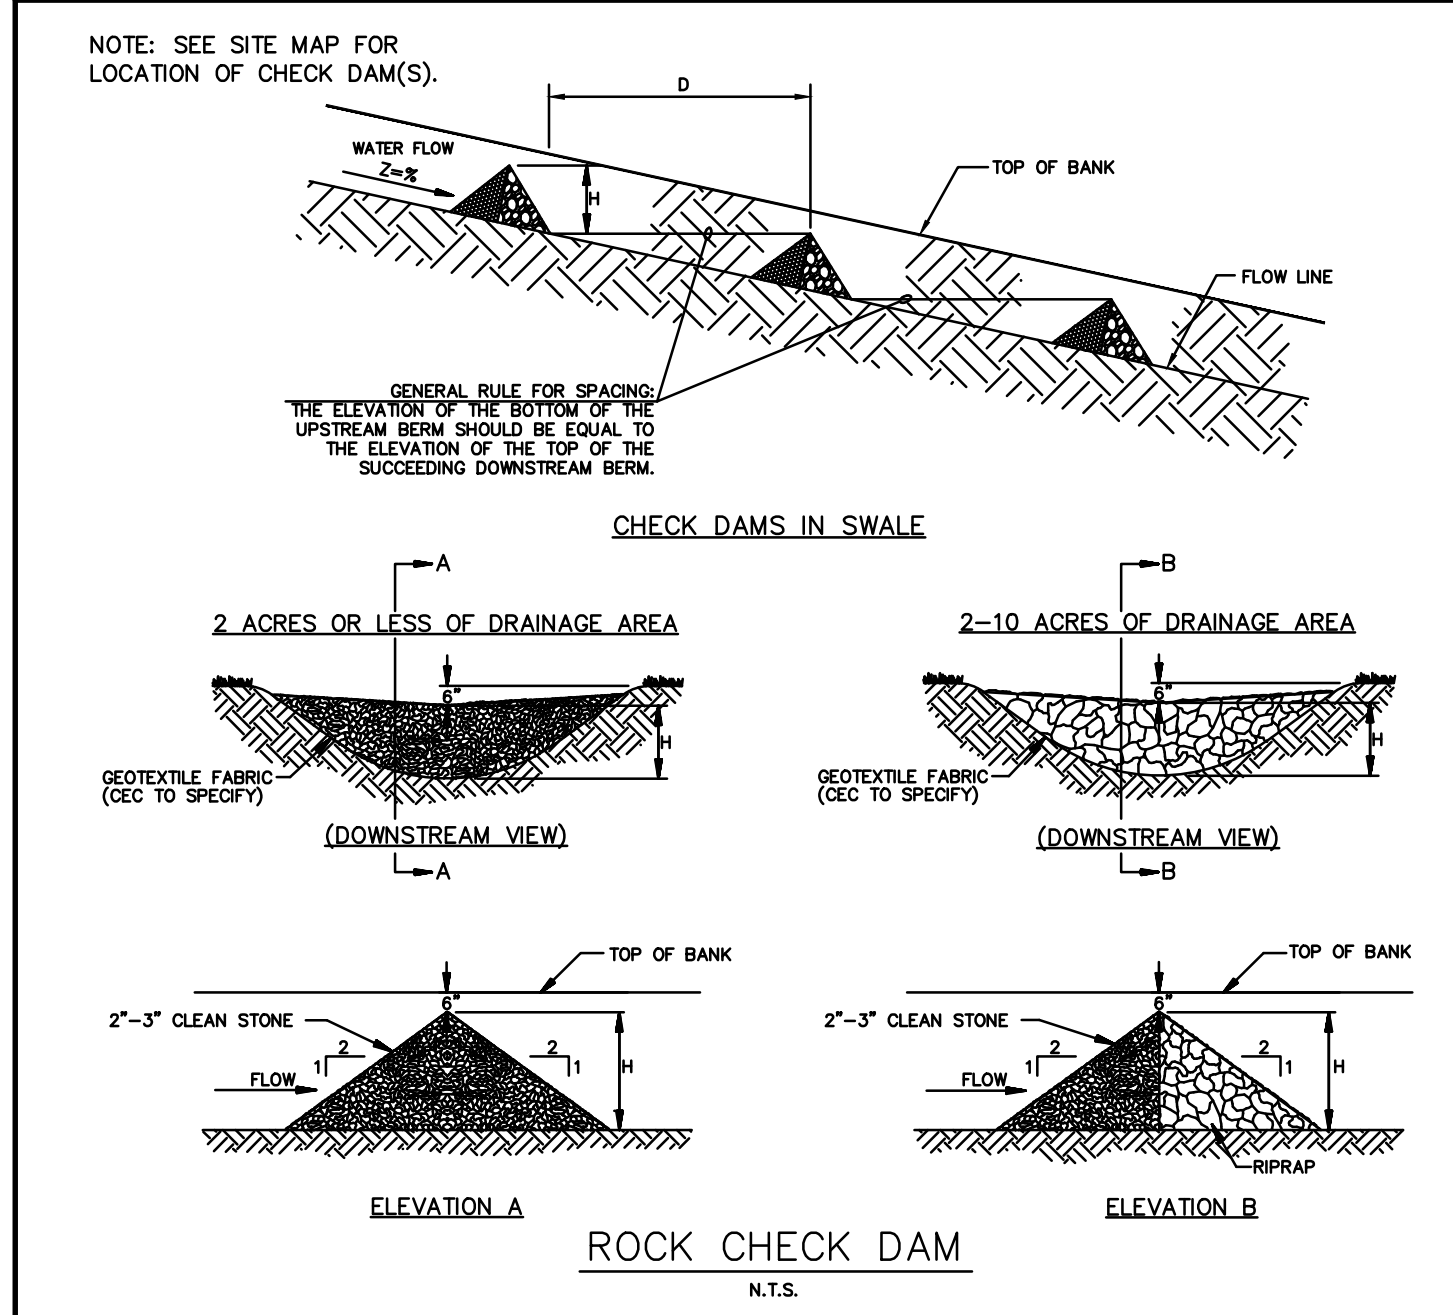 NOTE: SEE SITE MAP FOR
LOCATION OF CHECK DAM(S).
D
WATER FLOW
Z=%
H
TOP OF BANK
FLOW LINE
GENERAL RULE FOR SPACING:
THE ELEVATION OF THE BOTTOM OF THE
UPSTREAM BERM SHOULD BE EQUAL TO
THE ELEVATION OF THE TOP OF THE
SUCCEEDING DOWNSTREAM BERM.
CHECK DAMS IN SWALE
A
2 ACRES OR LESS OF DRAINAGE AREA
6"
H
GEOTEXTILE FABRIC
(CEC TO SPECIFY)
(DOWNSTREAM VIEW)
A
B
2-10 ACRES OF DRAINAGE AREA
6"
H
GEOTEXTILE FABRIC
(CEC TO SPECIFY)
(DOWNSTREAM VIEW)
B
TOP OF BANK
6"
2"-3" CLEAN STONE
2
1
2
1
H
FLOW
ELEVATION A
TOP OF BANK
6"
2"-3" CLEAN STONE
2
1
2
1
H
FLOW
RIPRAP
ELEVATION B
ROCK CHECK DAM
N.T.S.